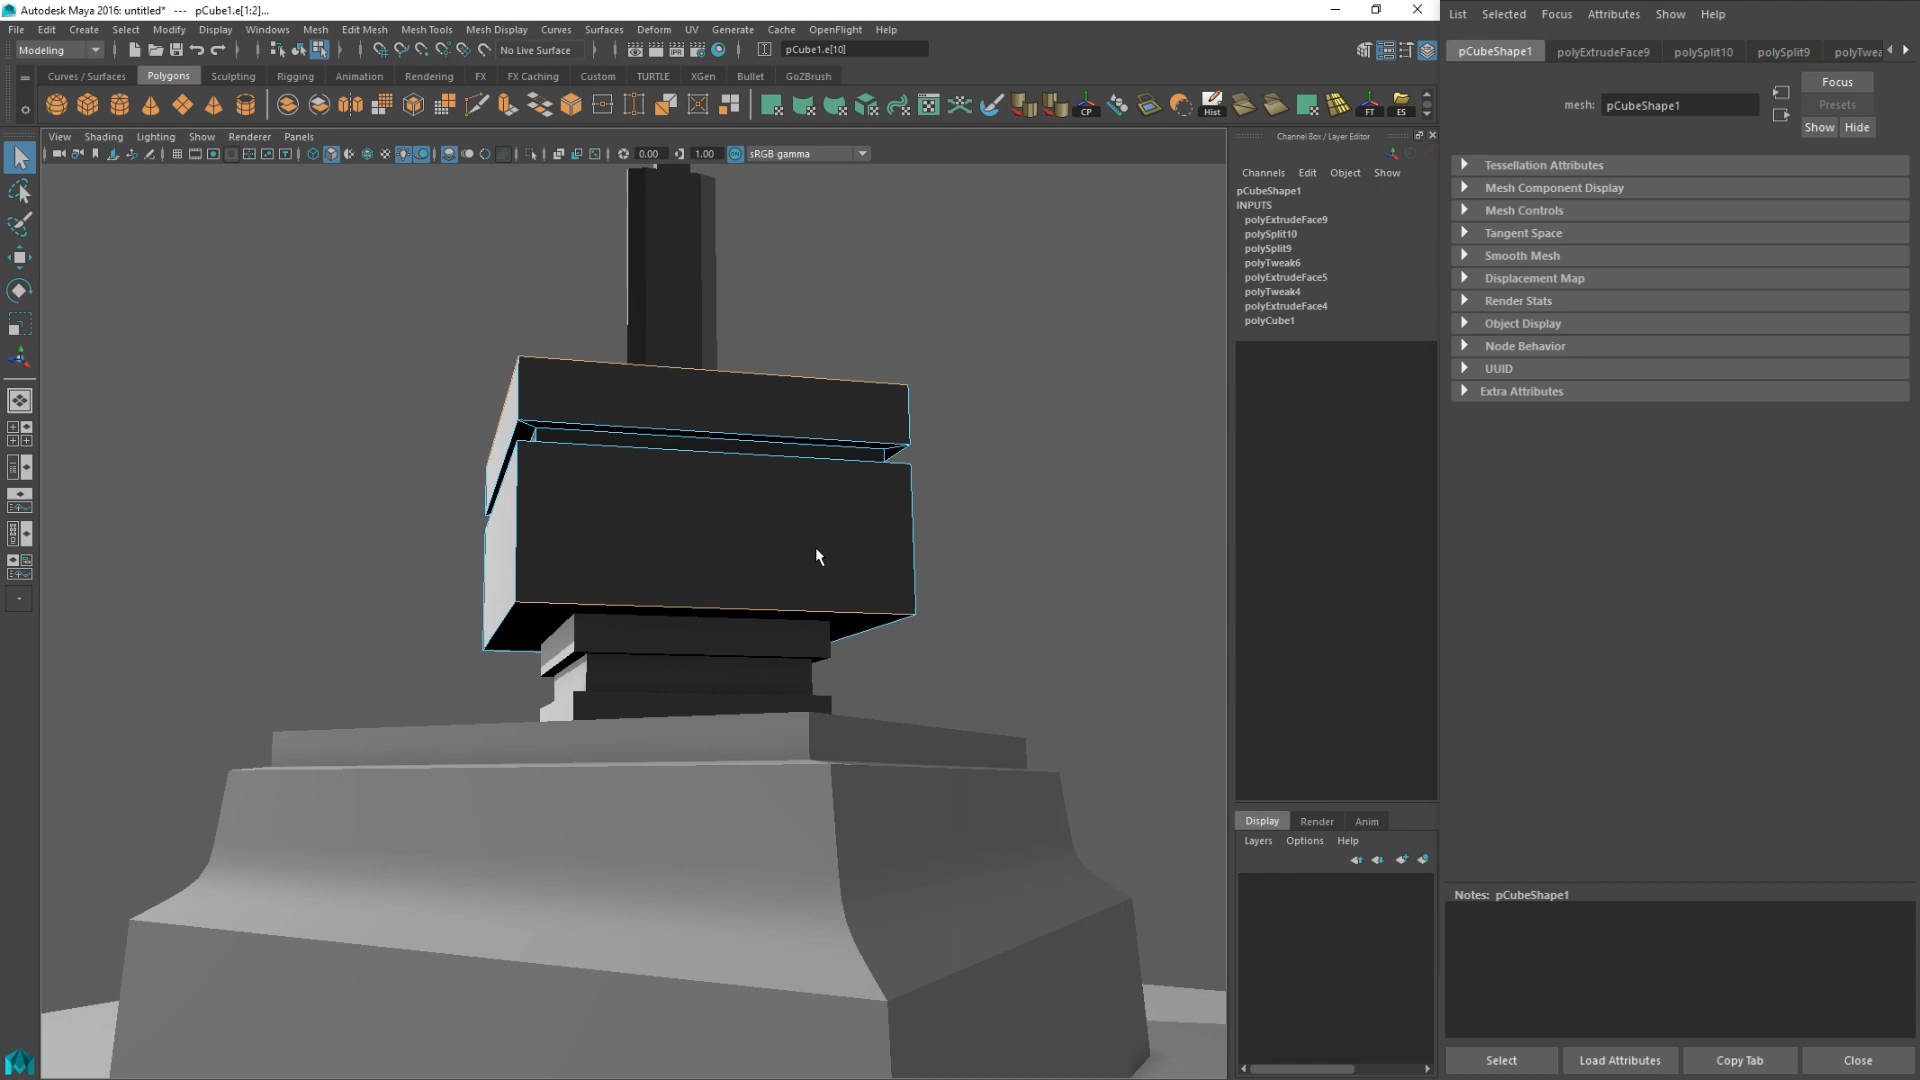 Autodesk Maya 2016: untitled*   ---   pCube1.e[1:2]...
File Edit Create Select Modify Display Windows Mesh Edit Mesh Mesh Tools Mesh Display Curves Surfaces Deform UV Generate Cache OpenFlight Help
Modeling No Live Surface IPR pCube1.e[10]
Curves / Surfaces Polygons Sculpting Rigging Animation Rendering FX FX Caching Custom TURTLE XGen Bullet GoZBrush
CP Hist FT ES
View Shading Lighting Show Renderer Panels
0.00 1.00 sRGB gamma
Channel Box / Layer Editor
Channels Edit Object Show
pCubeShape1
INPUTS
polyExtrudeFace9
polySplit10
polySplit9
polyTweak6
polyExtrudeFace5
polyTweak4
polyExtrudeFace4
polyCube1
Display Render Anim
Layers Options Help
List Selected Focus Attributes Show Help
pCubeShape1 polyExtrudeFace9 polySplit10 polySplit9 polyTwea
Focus
mesh: pCubeShape1
Presets
Show Hide
Tessellation Attributes
Mesh Component Display
Mesh Controls
Tangent Space
Smooth Mesh
Displacement Map
Render Stats
Object Display
Node Behavior
UUID
Extra Attributes
Notes: pCubeShape1
Select Load Attributes Copy Tab Close